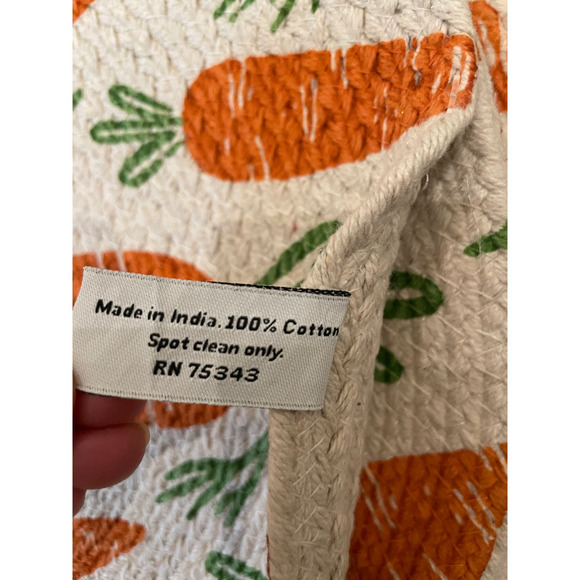 Made in India. 100% Cotton
Spot clean only.
RN 75343